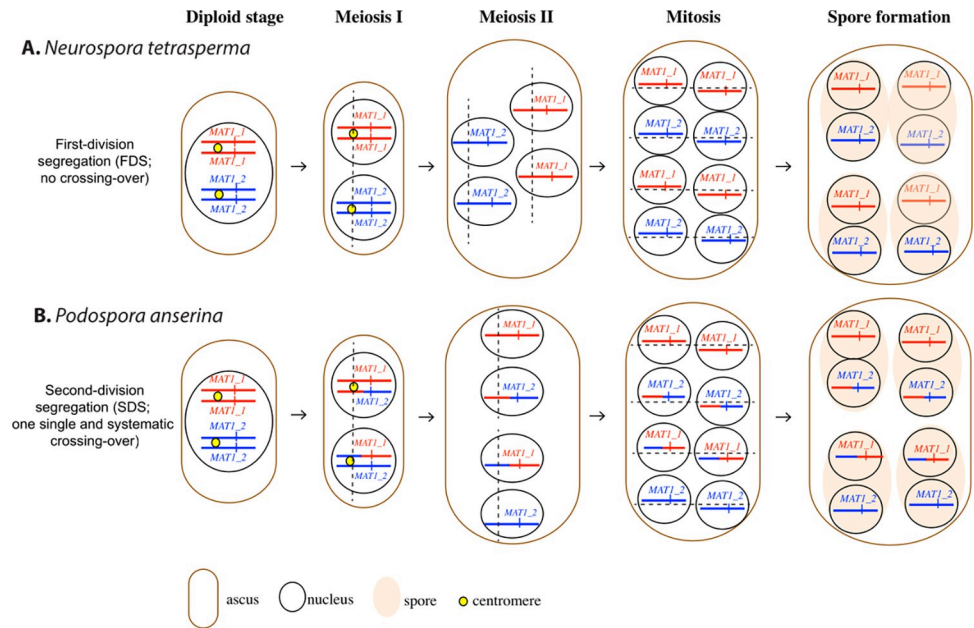 Diploid stage Meiosis I Meiosis II Mitosis Spore formation
A. Neurospora tetrasperma
First-division
segregation (FDS;
no crossing-over)
MAT1_1
MAT1_1
MAT1_2
MAT1_2
MAT1_1
MAT1_1
MAT1_2
MAT1_2
MAT1_1
MAT1_2
MAT1_1
MAT1_2
MAT1_1 MAT1_1
MAT1_2 MAT1_2
MAT1_1 MAT1_1
MAT1_2 MAT1_2
MAT1_1 MAT1_1
MAT1_2 MAT1_2
MAT1_1 MAT1_1
MAT1_2 MAT1_2
B. Podospora anserina
Second-division
segregation (SDS;
one single and systematic
crossing-over)
MAT1_1
MAT1_1
MAT1_2
MAT1_2
MAT1_1
MAT1_2
MAT1_1
MAT1_2
MAT1_1
MAT1_2
MAT1_1
MAT1_2
MAT1_1 MAT1_1
MAT1_2 MAT1_2
MAT1_1 MAT1_1
MAT1_2 MAT1_2
MAT1_1 MAT1_1
MAT1_2 MAT1_2
MAT1_1 MAT1_1
MAT1_2 MAT1_2
ascus nucleus spore centromere